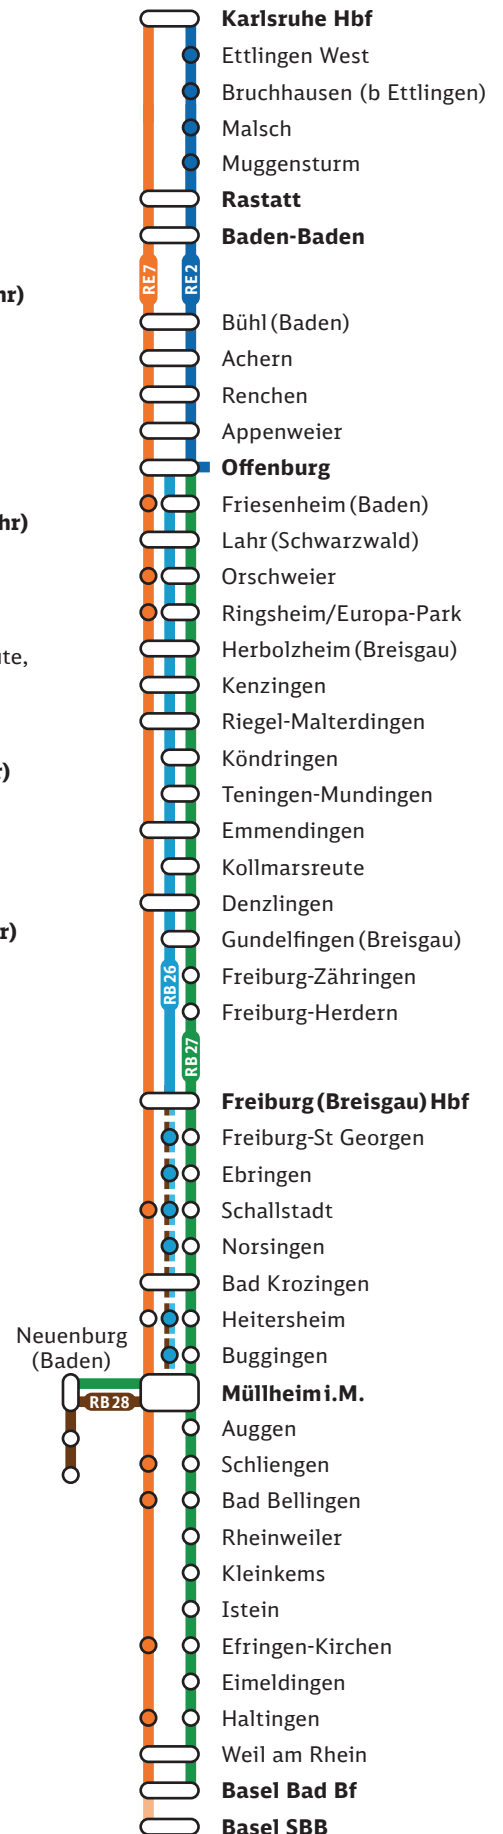 Karlsruhe Hbf
Ettlingen West
Bruchhausen (b Ettlingen)
Malsch
Muggensturm
Rastatt
Baden-Baden
RE 7
RE 2
hr)
Bühl (Baden)
Achern
Renchen
Appenweier
Offenburg
Friesenheim (Baden)
hr)
Lahr (Schwarzwald)
Orschweier
Ringsheim/Europa-Park
Herbolzheim (Breisgau)
te,
Kenzingen
Riegel-Malterdingen
Köndringen
r)
Teningen-Mundingen
Emmendingen
Kollmarsreute
Denzlingen
r)
Gundelfingen (Breisgau)
RB 26
Freiburg-Zähringen
Freiburg-Herdern
RB 27
Freiburg (Breisgau) Hbf
Freiburg-St Georgen
Ebringen
Schallstadt
Norsingen
Bad Krozingen
Heitersheim
Neuenburg
(Baden)
Buggingen
Müllheim i. M.
RB 28
Auggen
Schliengen
Bad Bellingen
Rheinweiler
Kleinkems
Istein
Efringen-Kirchen
Eimeldingen
Haltingen
Weil am Rhein
Basel Bad Bf
Basel SBB